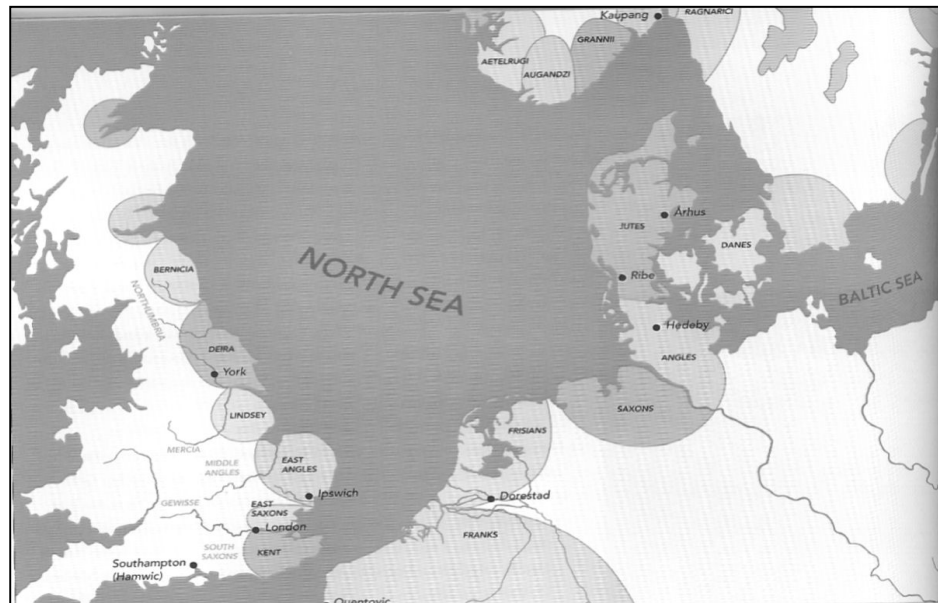 Kaupang
RAGNARICI
GRANNII
AETELRUGI
AUGANDZI
Århus
JUTES
DANES
NORTH SEA
BERNICIA
Ribe
BALTIC SEA
NORTHUMBRIA
Hedeby
DEIRA
ANGLES
York
SAXONS
LINDSEY
FRISIANS
MERCIA
MIDDLE
ANGLES
EAST
ANGLES
Ipswich
Dorestad
GEWISSE
EAST
SAXONS
London
FRANKS
SOUTH
SAXONS
KENT
Southampton
(Hamwic)
Quentovic